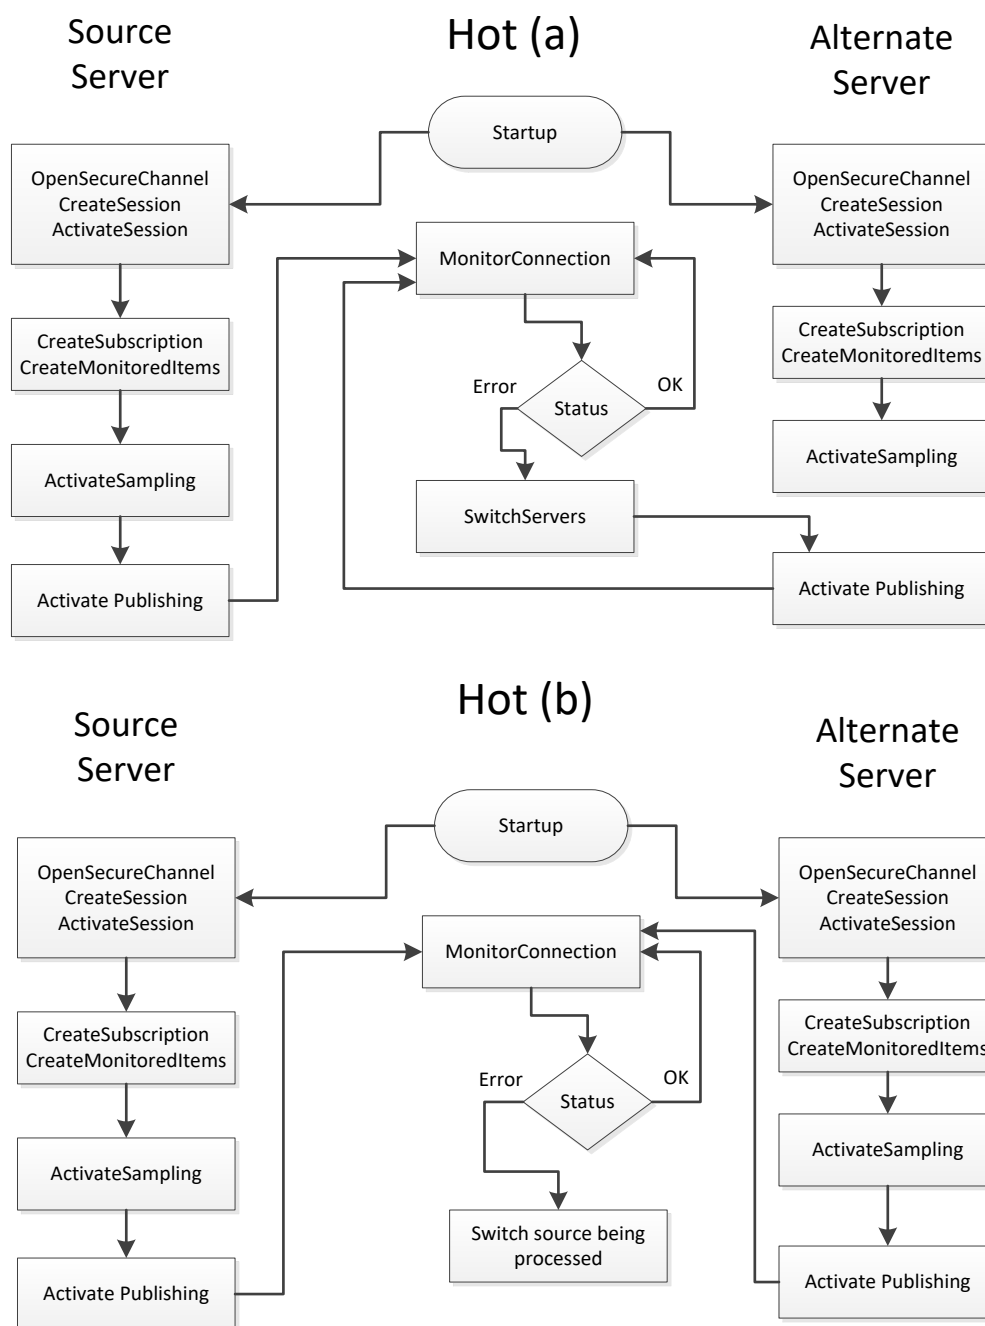 Source
Server
Hot (a)
Alternate
Server
Startup
OpenSecureChannel
CreateSession
ActivateSession
OpenSecureChannel
CreateSession
ActivateSession
MonitorConnection
CreateSubscription
CreateMonitoredItems
CreateSubscription
CreateMonitoredItems
Error
Status
OK
ActivateSampling
ActivateSampling
SwitchServers
Activate Publishing
Activate Publishing
Source
Server
Hot (b)
Alternate
Server
Startup
OpenSecureChannel
CreateSession
ActivateSession
OpenSecureChannel
CreateSession
ActivateSession
MonitorConnection
CreateSubscription
CreateMonitoredItems
CreateSubscription
CreateMonitoredItems
Error
Status
OK
ActivateSampling
ActivateSampling
Switch source being
processed
Activate Publishing
Activate Publishing